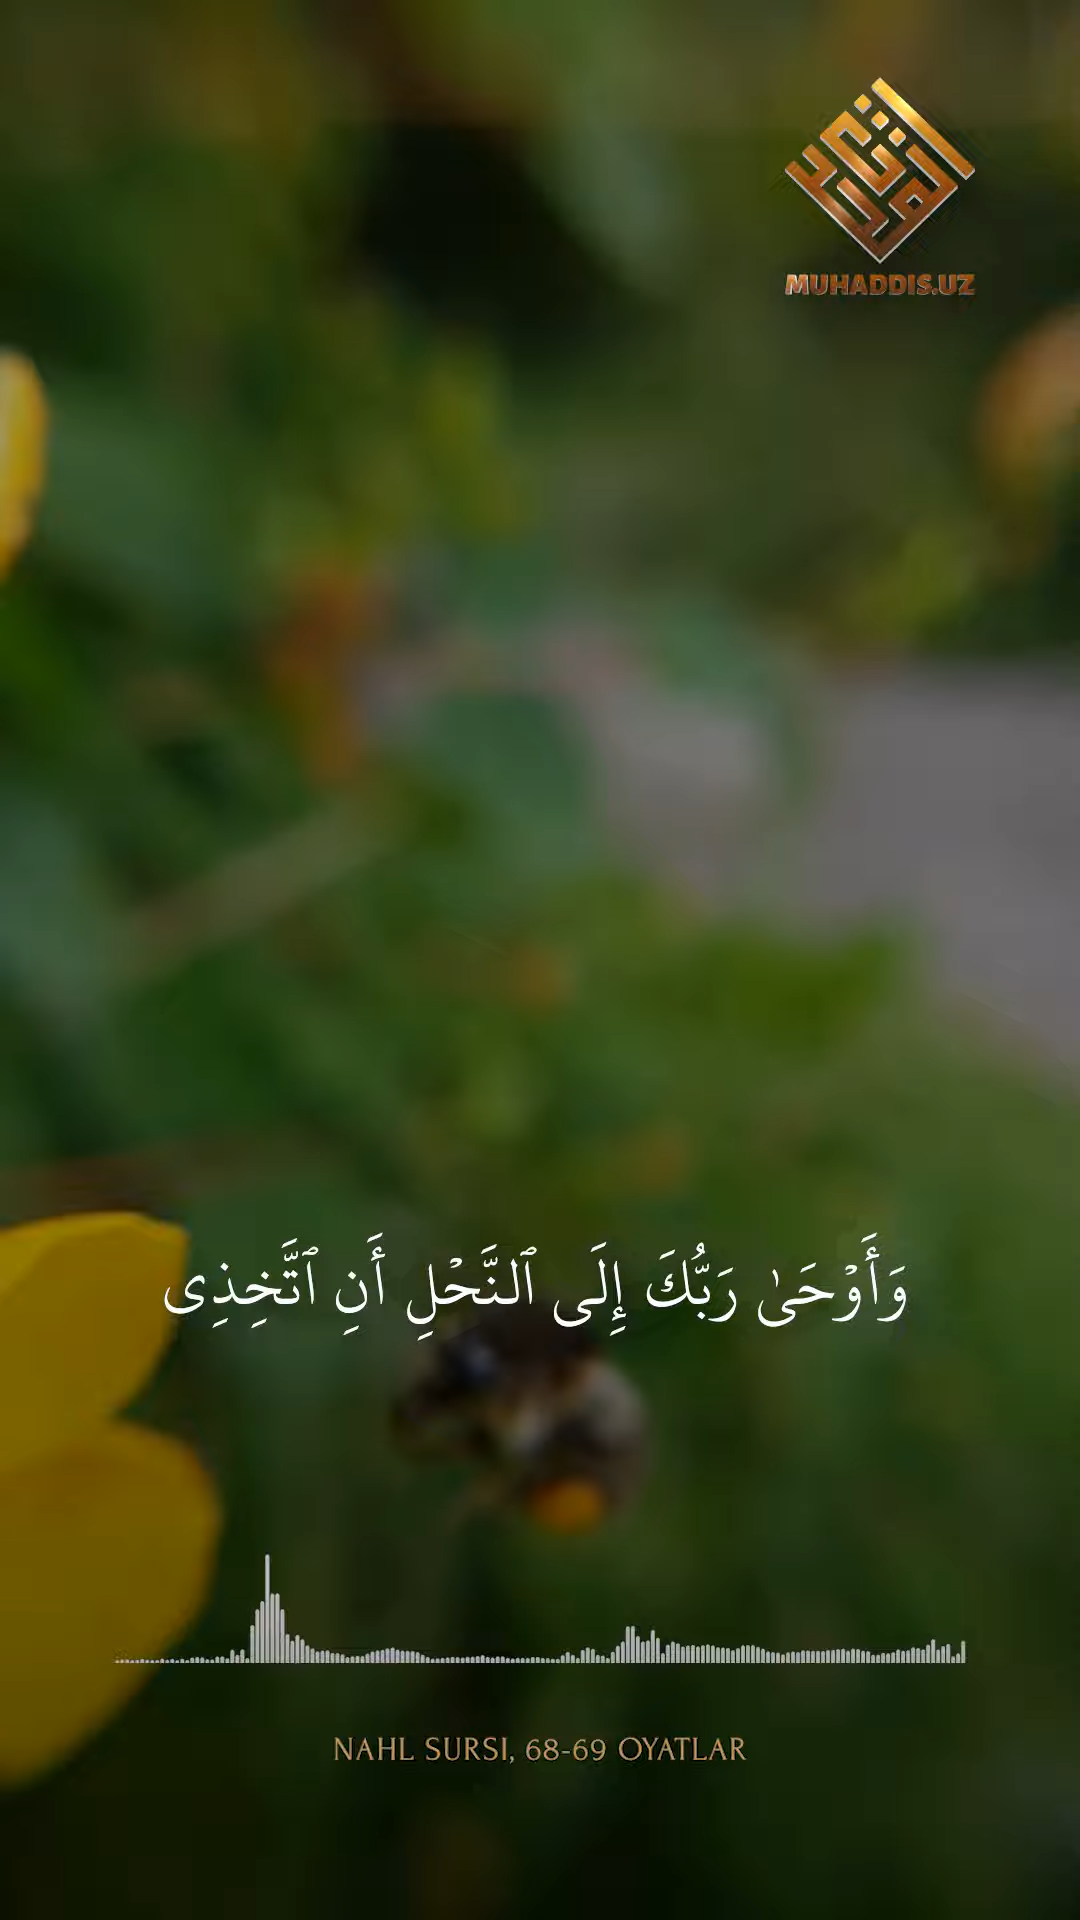 MUHADDIS.UZ
وَأَوْحَىٰ رَبُّكَ إِلَى ٱلنَّحْلِ أَنِ ٱتَّخِذِى
NAHL SURSI, 68-69 OYATLAR